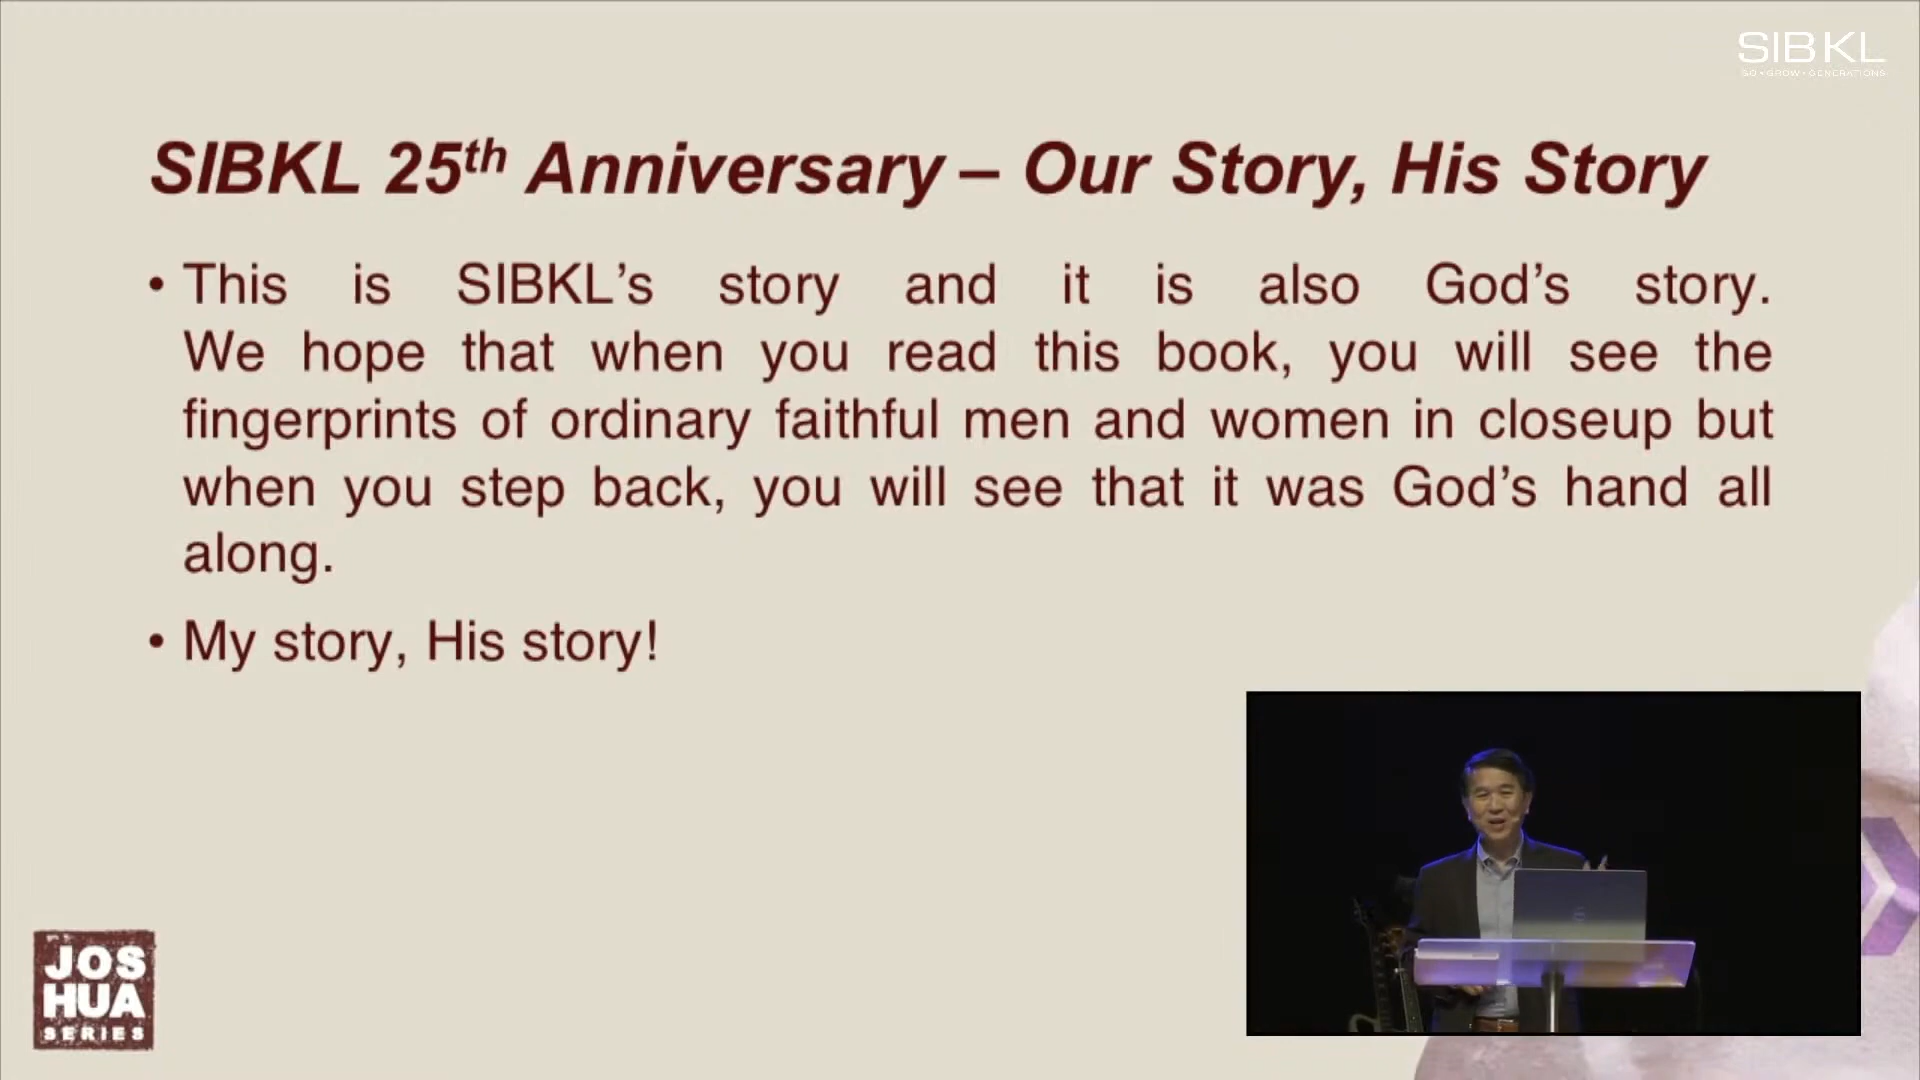 SIBKL
GO • GROW • GENERATIONS
SIBKL 25th Anniversary – Our Story, His Story
• This is SIBKL’s story and it is also God’s story.
We hope that when you read this book, you will see the
fingerprints of ordinary faithful men and women in closeup but
when you step back, you will see that it was God’s hand all
along.
• My story, His story!
JOS
HUA
SERIES